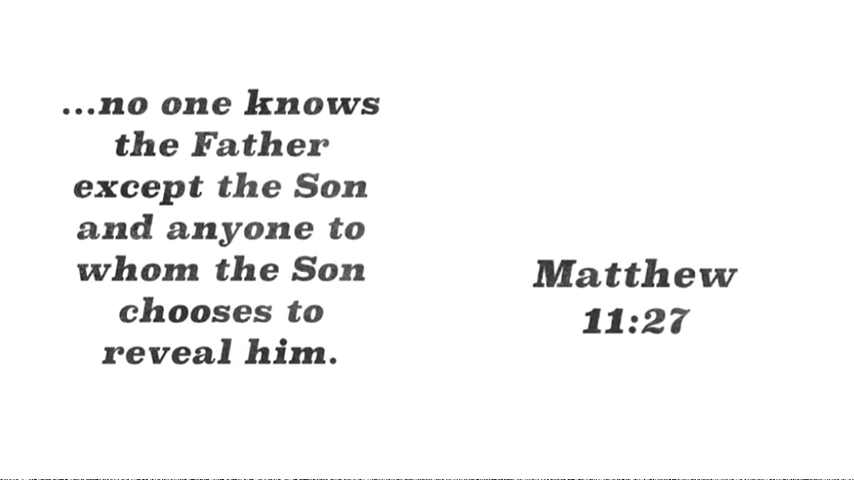 ...no one knows
the Father
except the Son
and anyone to
whom the Son
chooses to
reveal him.
Matthew
11:27